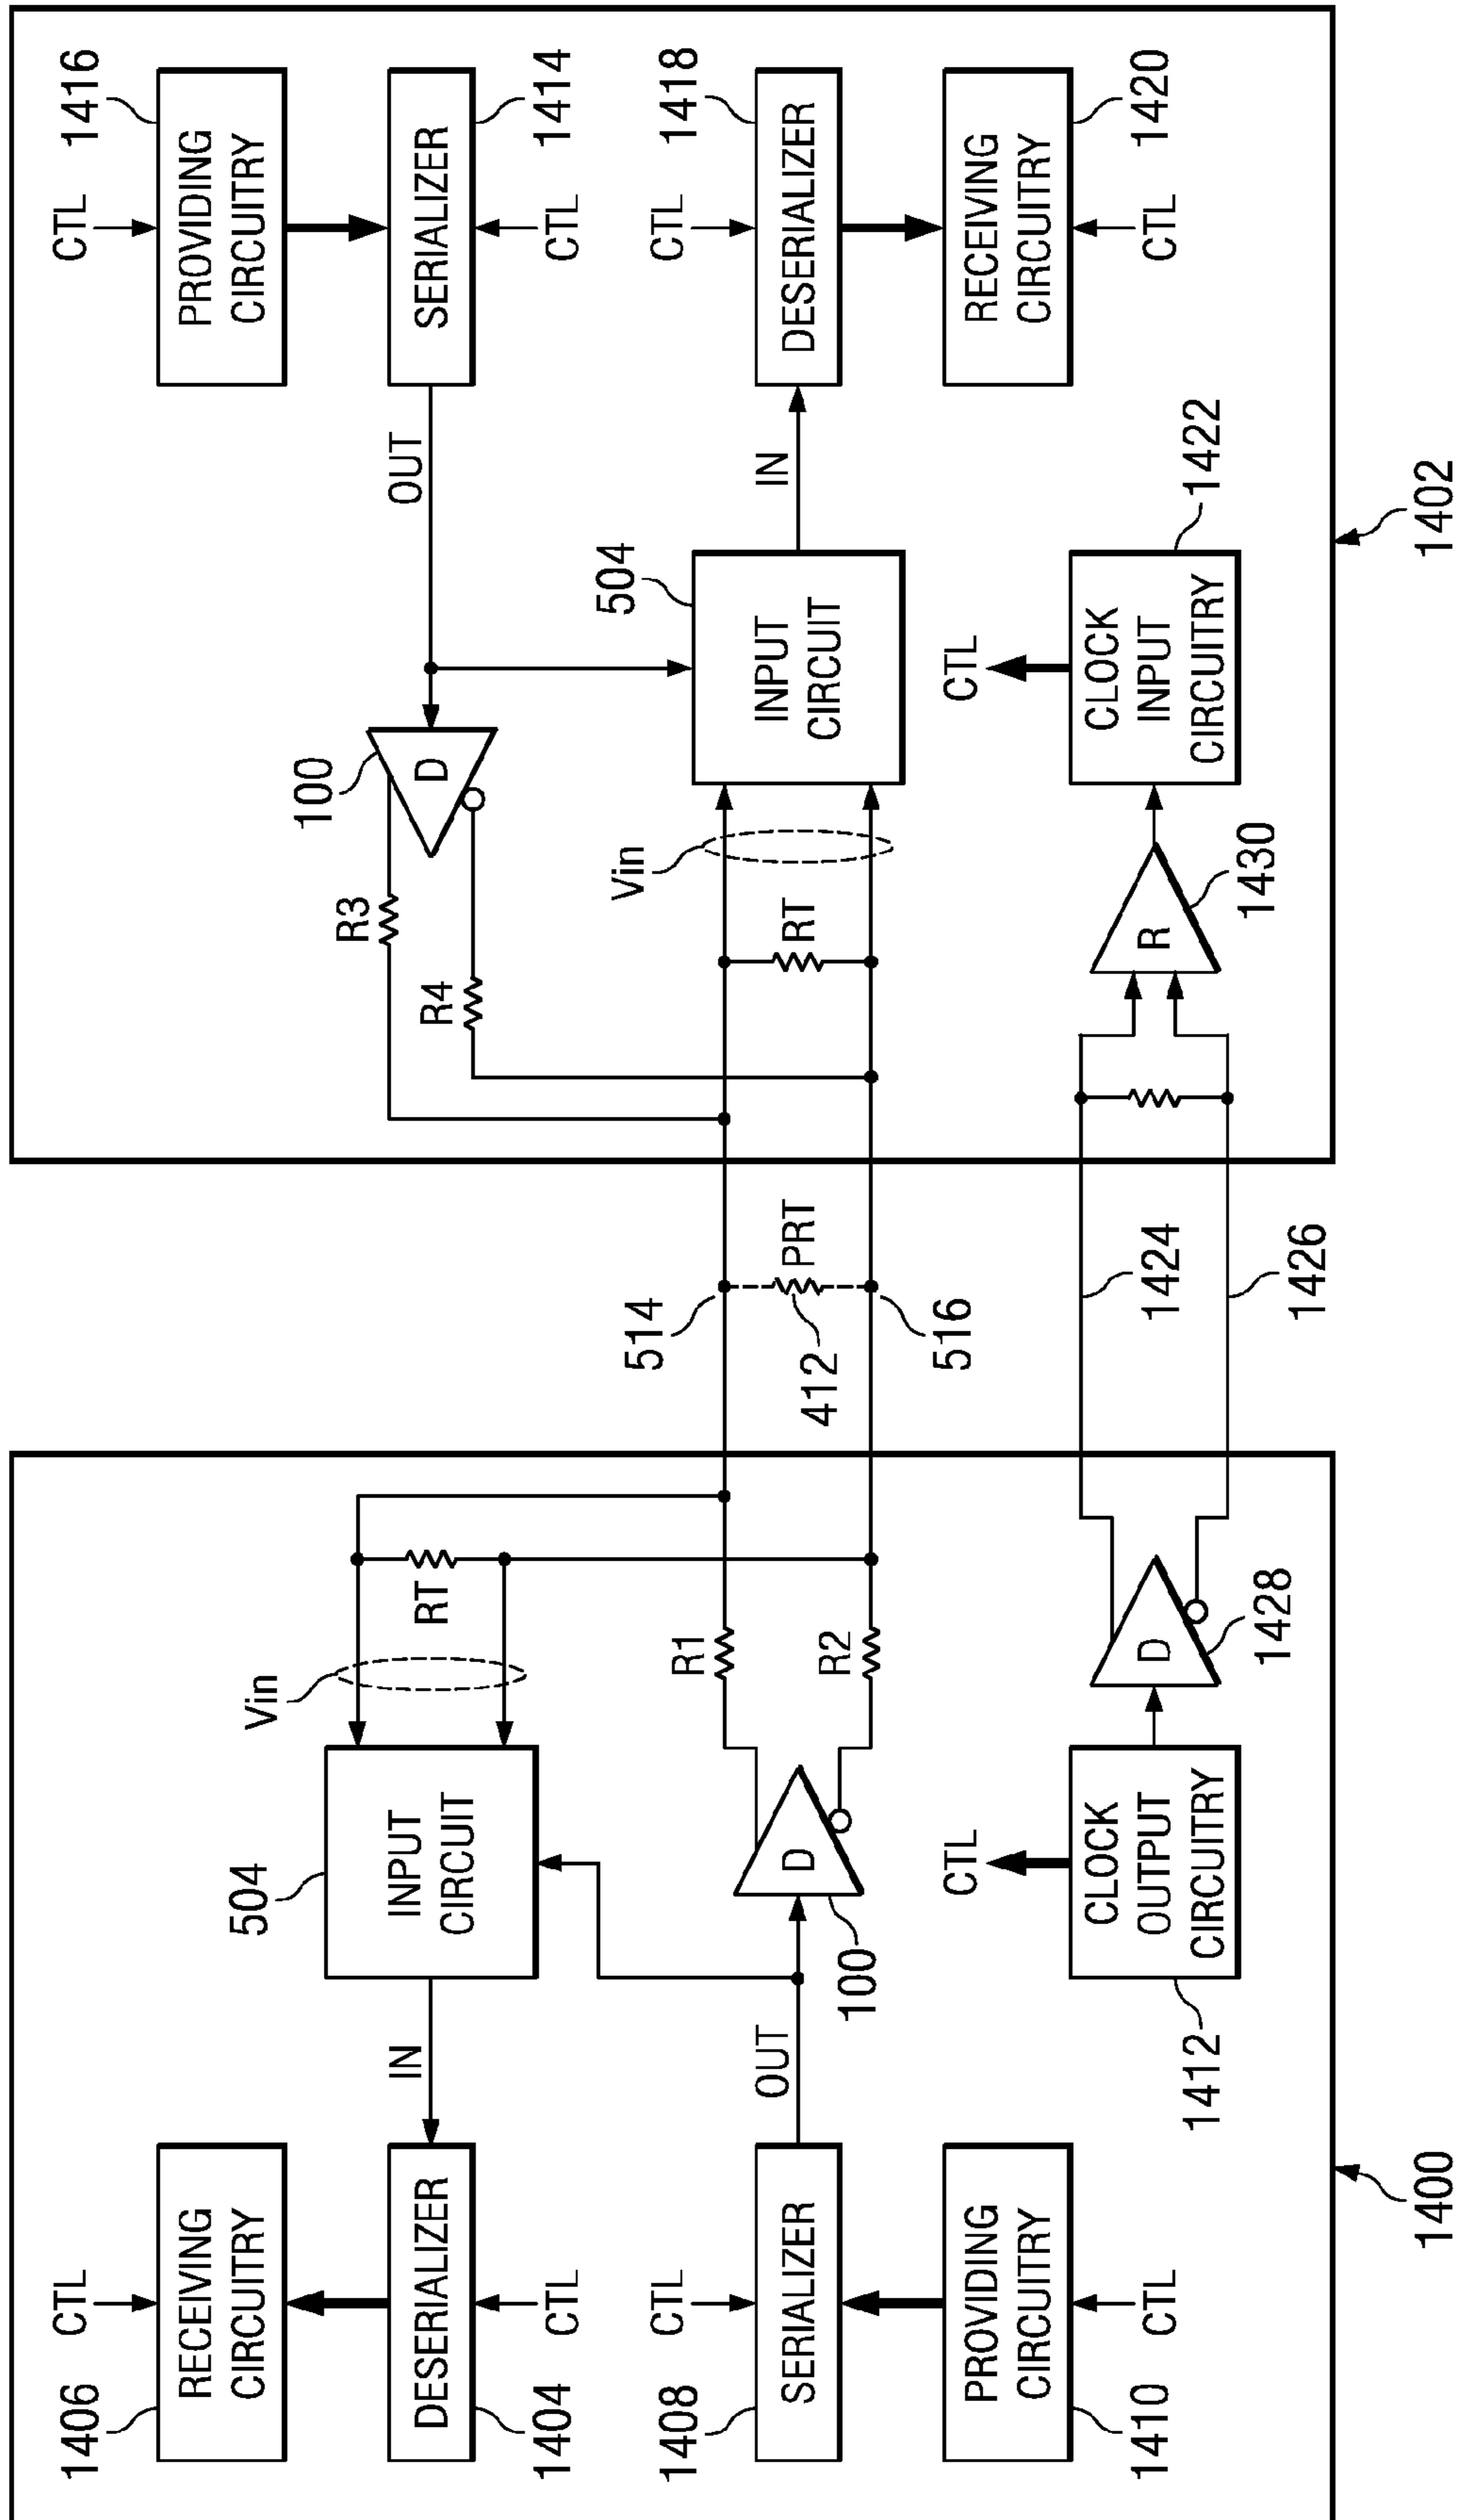 1406
CTL
RECEIVING
CIRCUITRY
DESERIALIZER
1404
CTL
IN
504
INPUT
CIRCUIT
Vin
RT
1408
CTL
SERIALIZER
OUT
1410
PROVIDING
CIRCUITRY
CTL
100
D
R1
R2
CTL
1412
CLOCK
OUTPUT
CIRCUITRY
D
1428
1400
514
412
PRT
516
1424
1426
CTL
1416
PROVIDING
CIRCUITRY
SERIALIZER
CTL
1414
OUT
100
D
R3
R4
504
INPUT
CIRCUIT
Vin
RT
IN
CTL
1418
DESERIALIZER
RECEIVING
CIRCUITRY
CTL
1420
CTL
CLOCK
INPUT
CIRCUITRY
1422
R
1430
1402